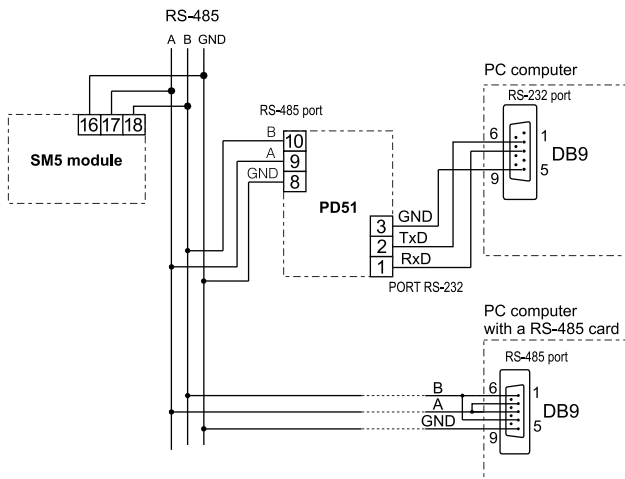 RS-485
A B GND
PC computer
RS-232 port
6 1
DB9
9 5
RS-485 port
16 17 18
SM5 module
B 10
A 9
GND 8
PD51
3 GND
2 TxD
1 RxD
PORT RS-232
PC computer
with a RS-485 card
RS-485 port
B 6 1
A DB9
GND 9 5